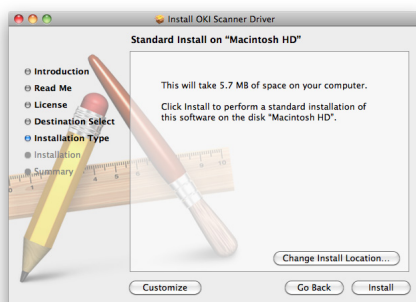 Install OKI Scanner Driver
Standard Install on “Macintosh HD”
Introduction
Read Me
License
Destination Select
Installation Type
Installation
Summary
This will take 5.7 MB of space on your computer.
Click Install to perform a standard installation of
this software on the disk "Macintosh HD".
Change Install Location...
Customize
Go Back
Install